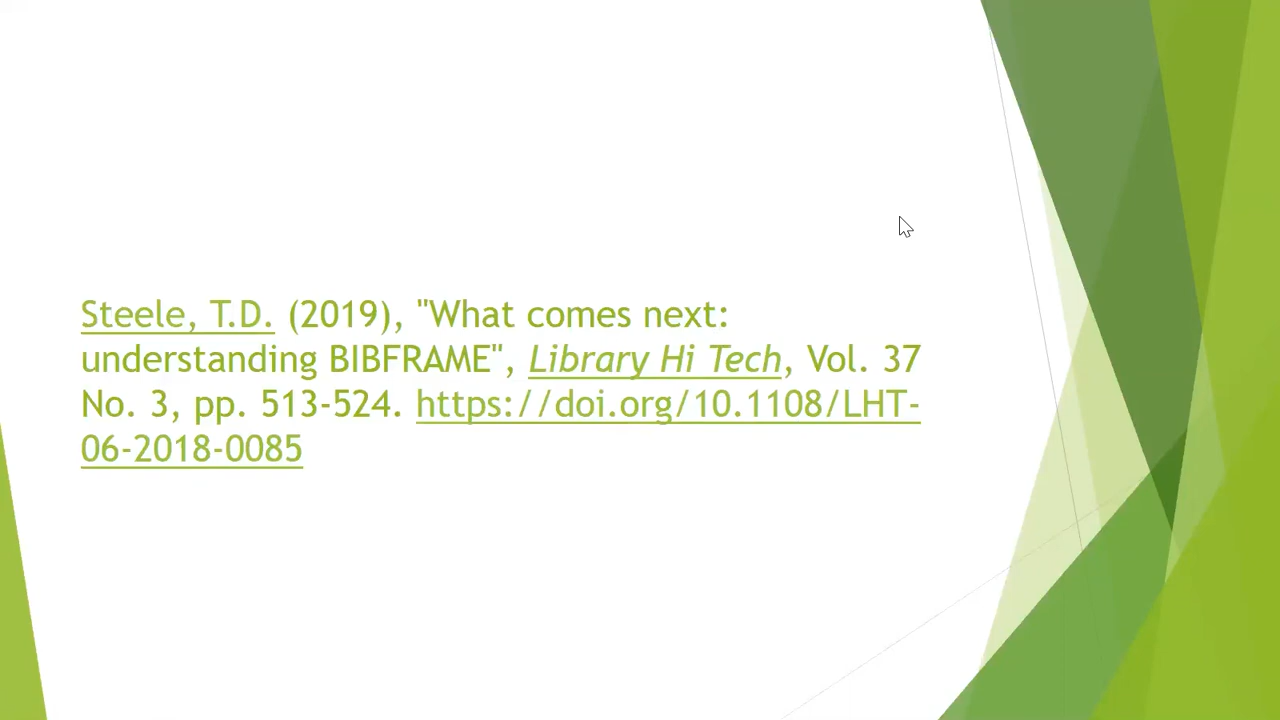 Steele, T.D. (2019), "What comes next:
understanding BIBFRAME", Library Hi Tech, Vol. 37
No. 3, pp. 513-524. https://doi.org/10.1108/LHT-
06-2018-0085